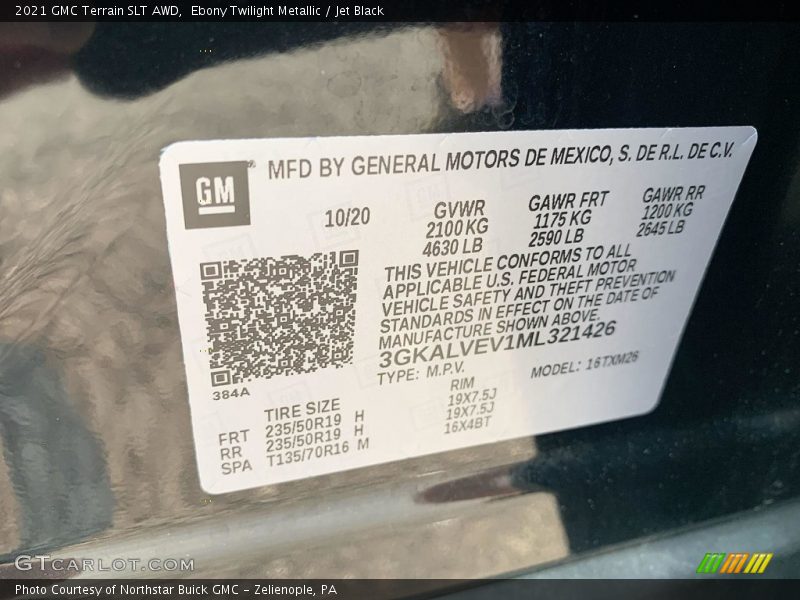 2021 GMC Terrain SLT AWD, Ebony Twilight Metallic / Jet Black
GM
MFD BY GENERAL MOTORS DE MEXICO, S. DE R.L. DE C.V.
10/20
GVWR
2100 KG
4630 LB
GAWR FRT
1175 KG
2590 LB
GAWR RR
1200 KG
2645 LB
THIS VEHICLE CONFORMS TO ALL
APPLICABLE U.S. FEDERAL MOTOR
VEHICLE SAFETY AND THEFT PREVENTION
STANDARDS IN EFFECT ON THE DATE OF
MANUFACTURE SHOWN ABOVE.
3GKALVEV1ML321426
TYPE: M.P.V. MODEL: 16TXM26
384A
TIRE SIZE RIM
FRT 235/50R19 H 19X7.5J
RR 235/50R19 H 19X7.5J
SPA T135/70R16 M 16X4BT
GTCARLOT.COM
Photo Courtesy of Northstar Buick GMC - Zelienople, PA